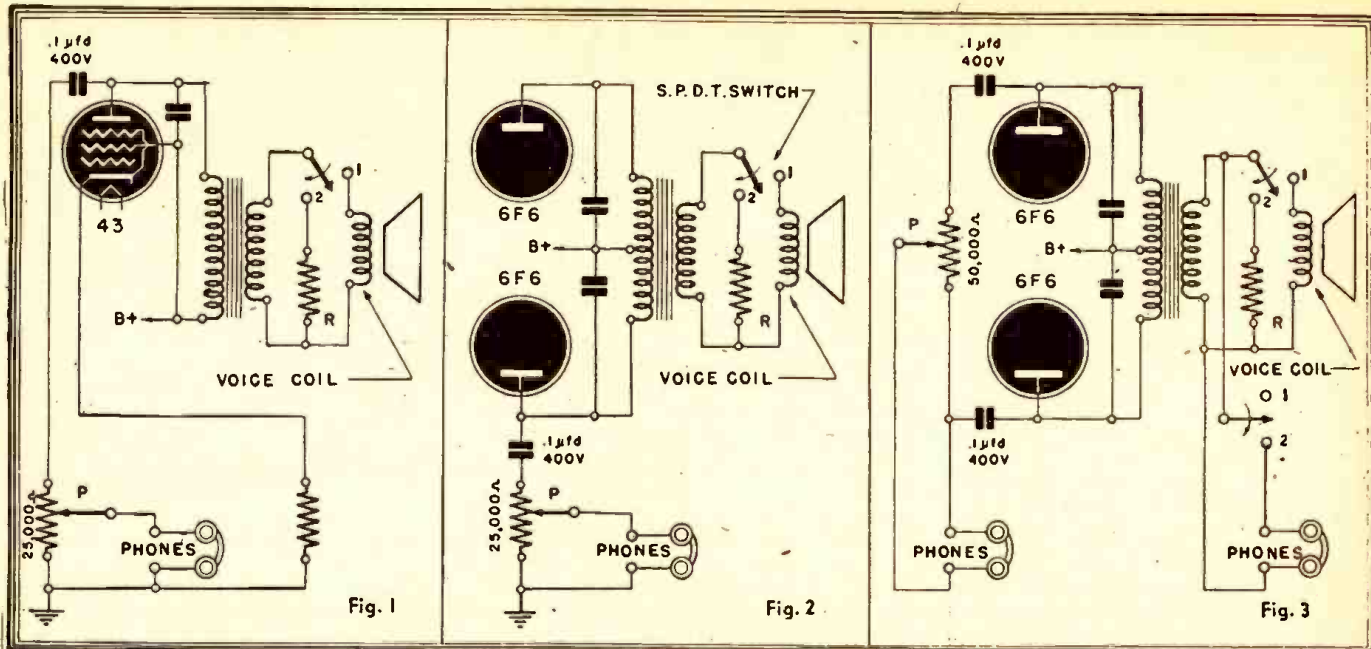 .1 µfd
400V
43
B+
R
VOICE COIL
25,000Ω
P
PHONES
Fig. 1
S.P.D.T. SWITCH
6F6
1
2
B+
6F6
R
VOICE COIL
.1 µfd
400V
25,000Ω
P
PHONES
Fig. 2
.1 µfd
400V
6F6
1
2
P
50,000Ω
B+
6F6
R
VOICE COIL
.1 µfd
400V
1
2
PHONES
PHONES
Fig. 3
1
2